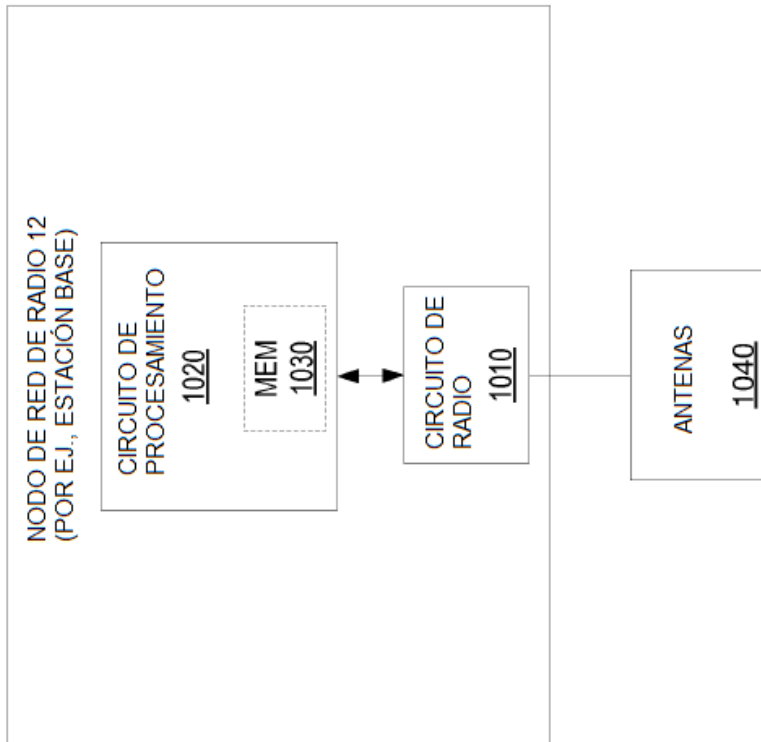 NODO DE RED DE RADIO 12
(POR EJ., ESTACIÓN BASE)
CIRCUITO DE
PROCESAMIENTO
1020
MEM
1030
CIRCUITO DE
RADIO
1010
ANTENAS
1040